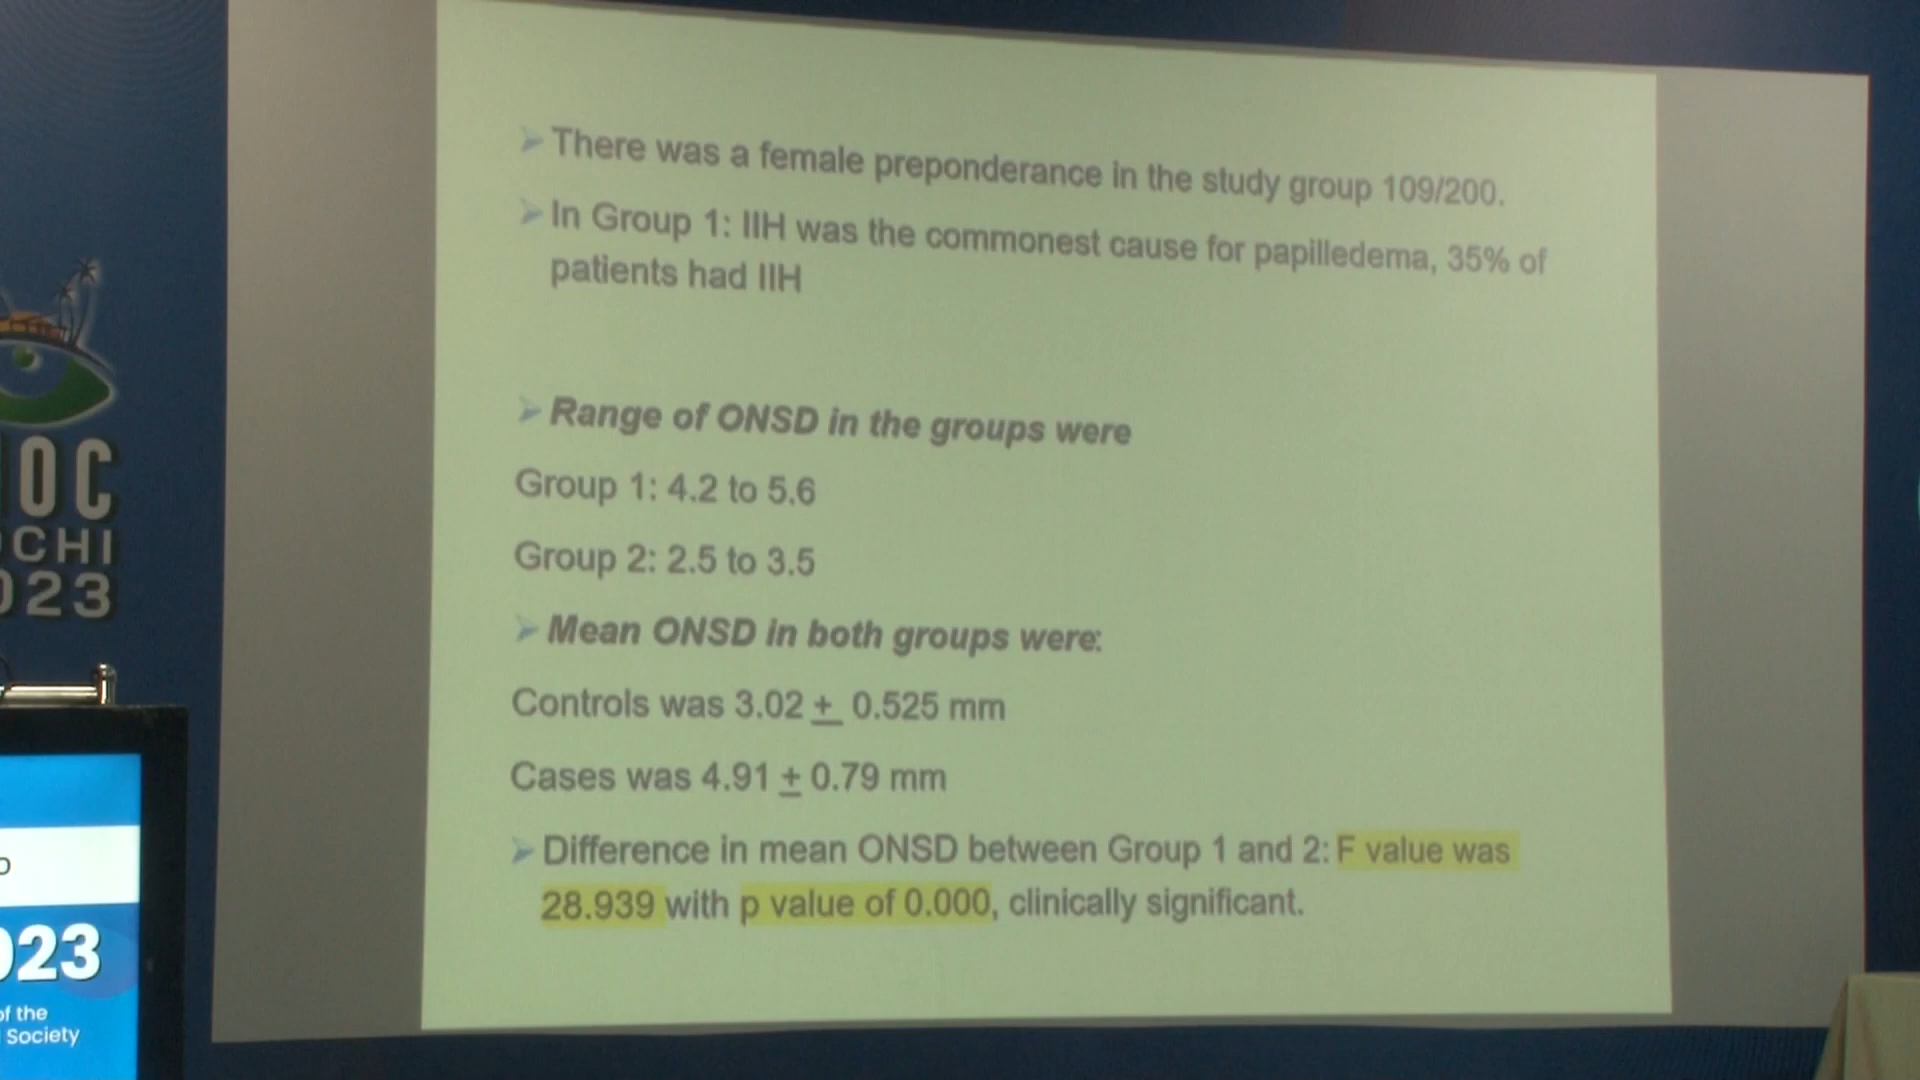 There was a female preponderance in the study group 109/200.
In Group 1: IIH was the commonest cause for papilledema, 35% of
patients had IIH
Range of ONSD in the groups were
Group 1: 4.2 to 5.6
Group 2: 2.5 to 3.5
Mean ONSD in both groups were:
Controls was 3.02 ± 0.525 mm
Cases was 4.91 ± 0.79 mm
Difference in mean ONSD between Group 1 and 2: F value was
28.939 with p value of 0.000, clinically significant.
OC
OCHI
023
023
of the
Society